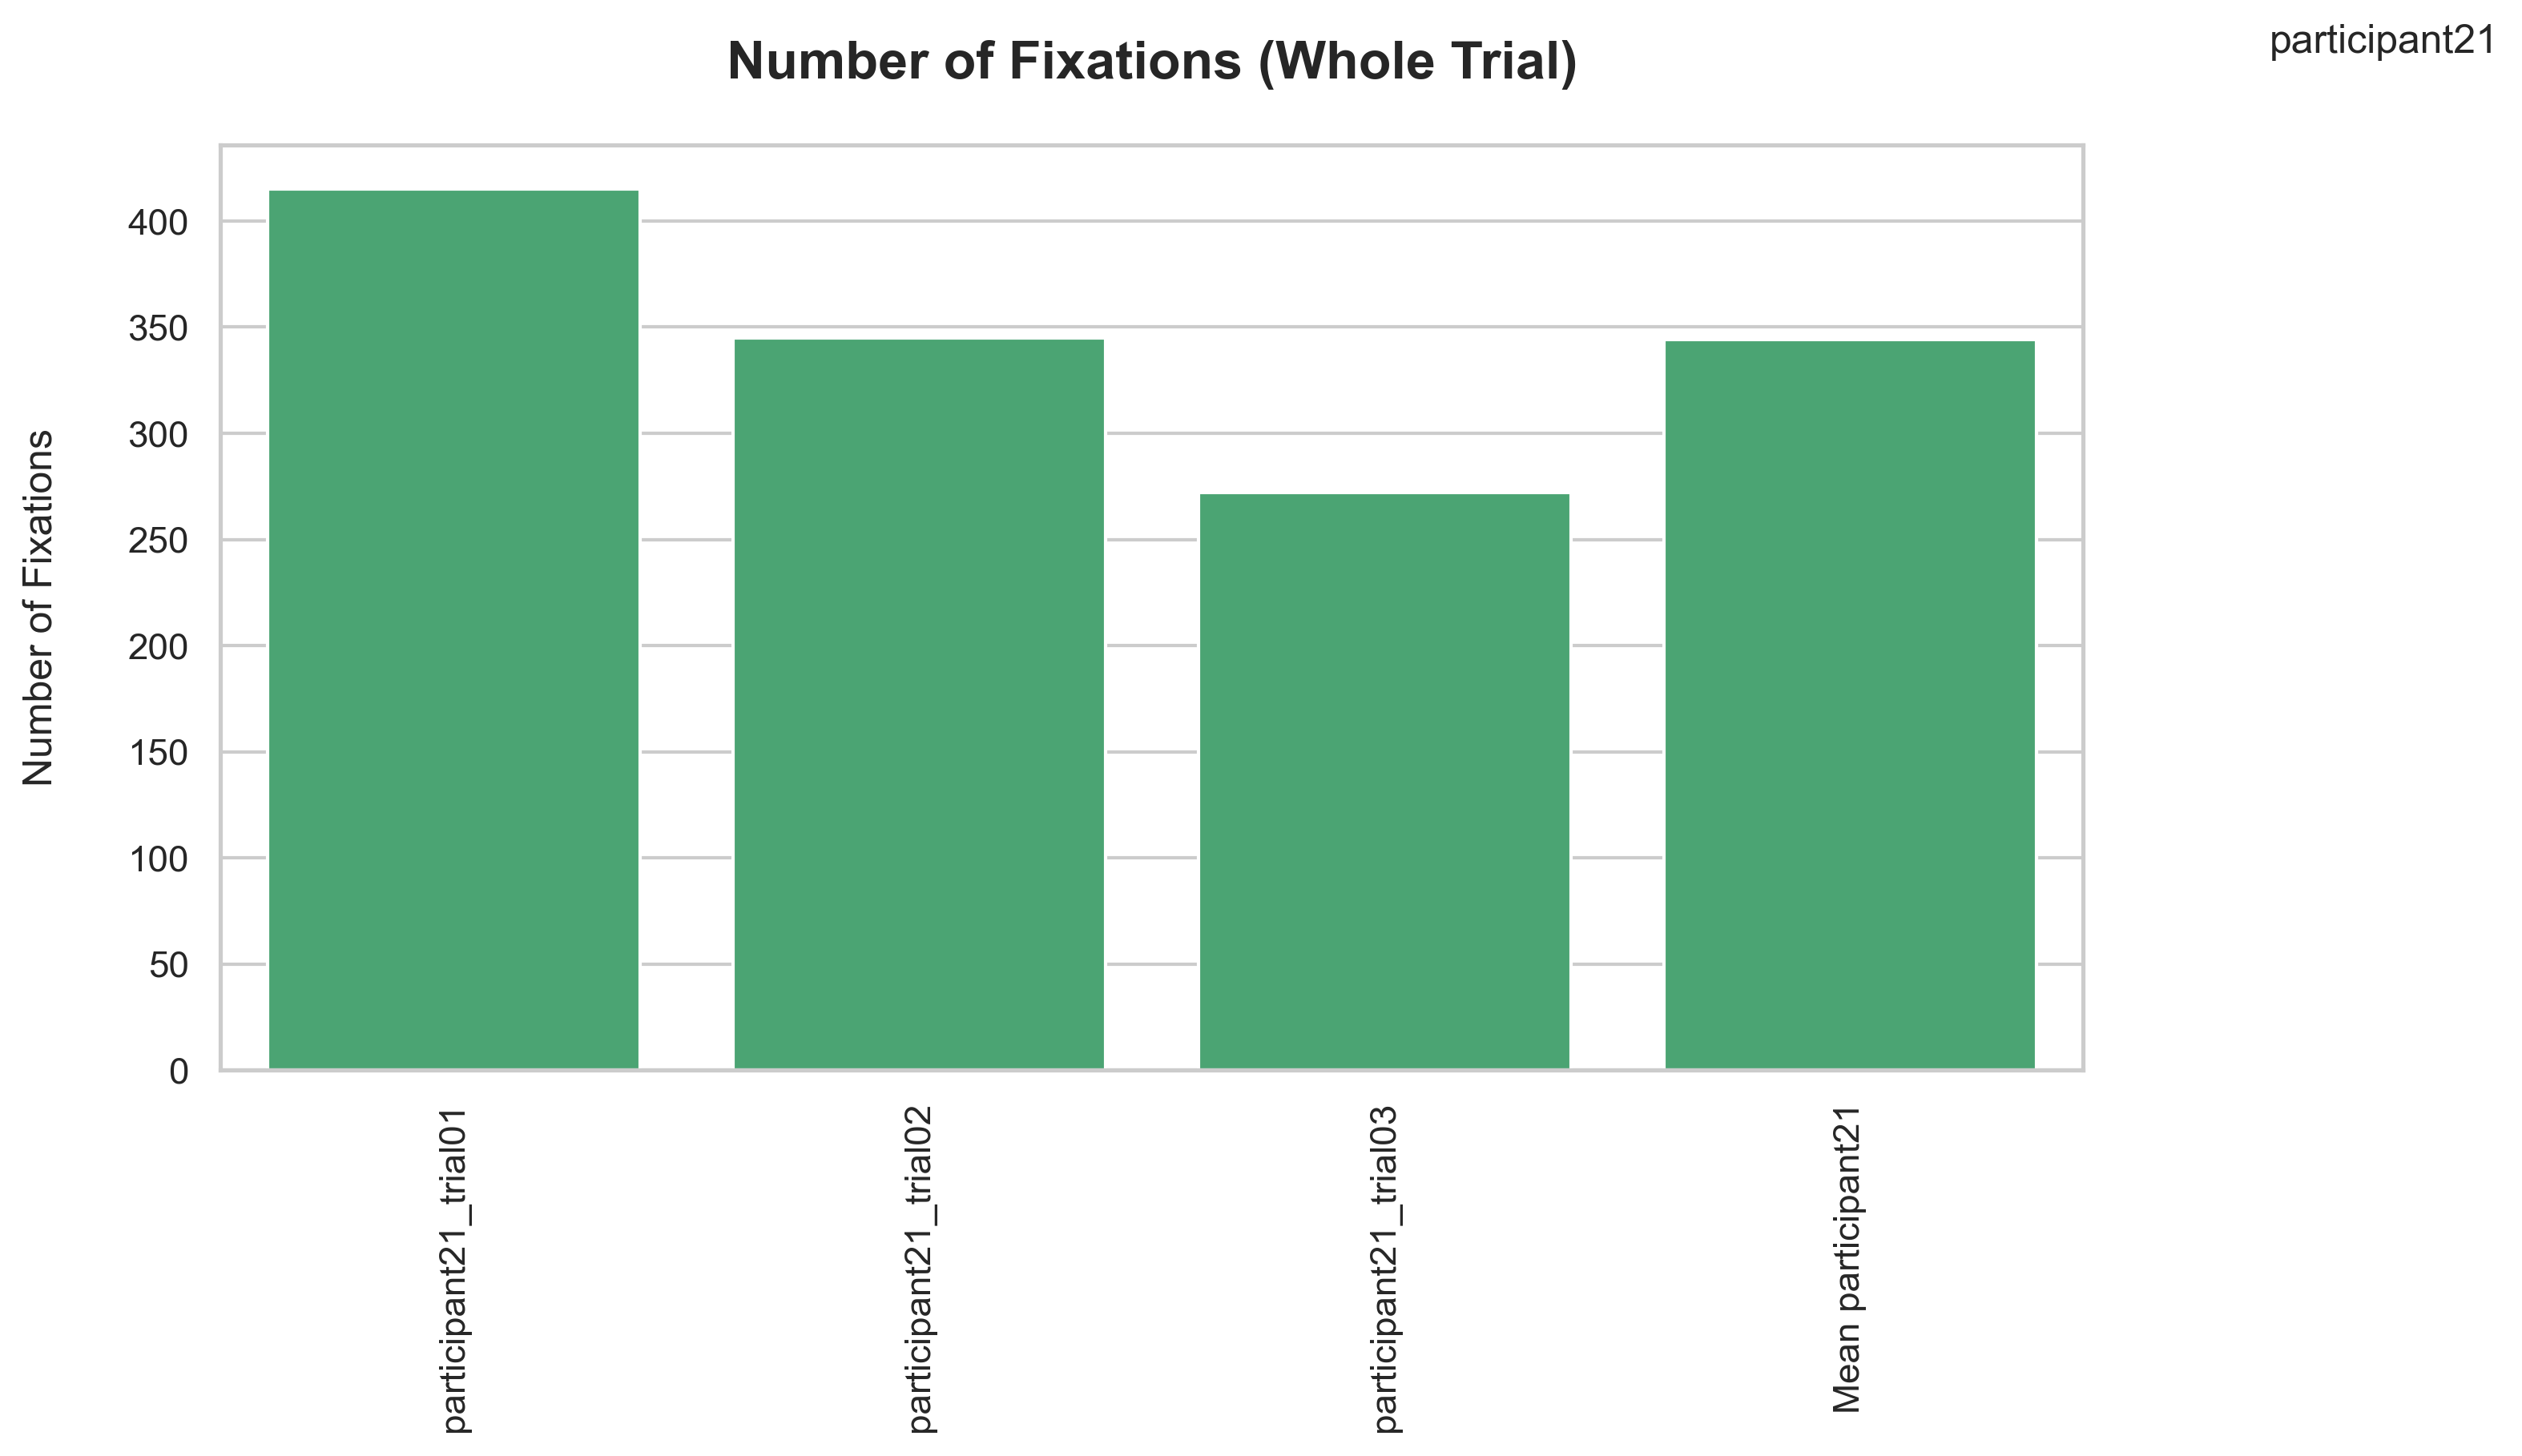 participant21
Number of Fixations (Whole Trial)
Number of Fixations
400
350
300
250
200
150
100
50
0
participant21_trial01
participant21_trial02
participant21_trial03
Mean participant21